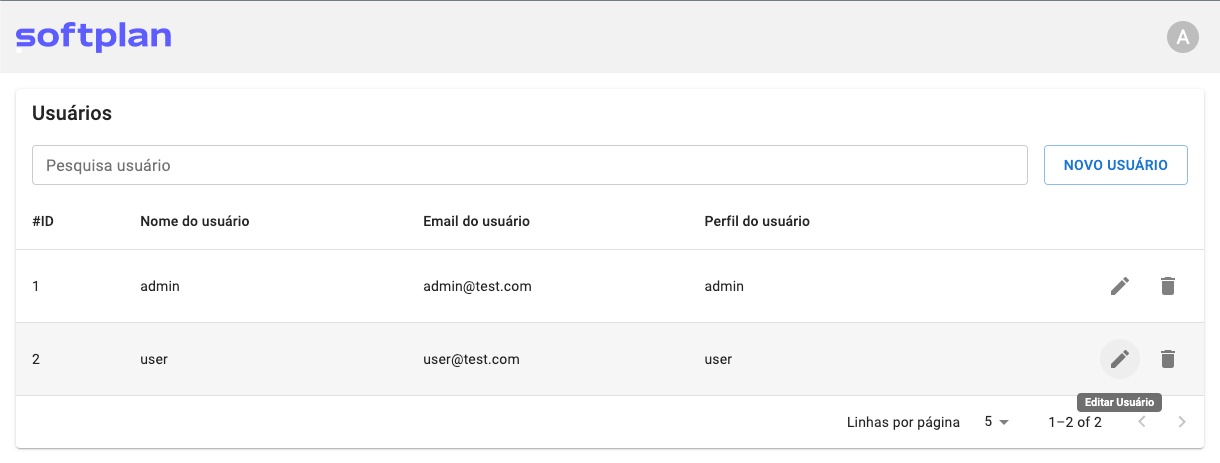 softplan
A
Usuários
Pesquisa usuário
NOVO USUÁRIO
#ID Nome do usuário Email do usuário Perfil do usuário
1 admin admin@test.com admin
2 user user@test.com user
Editar Usuário
Linhas por página 5 1–2 of 2